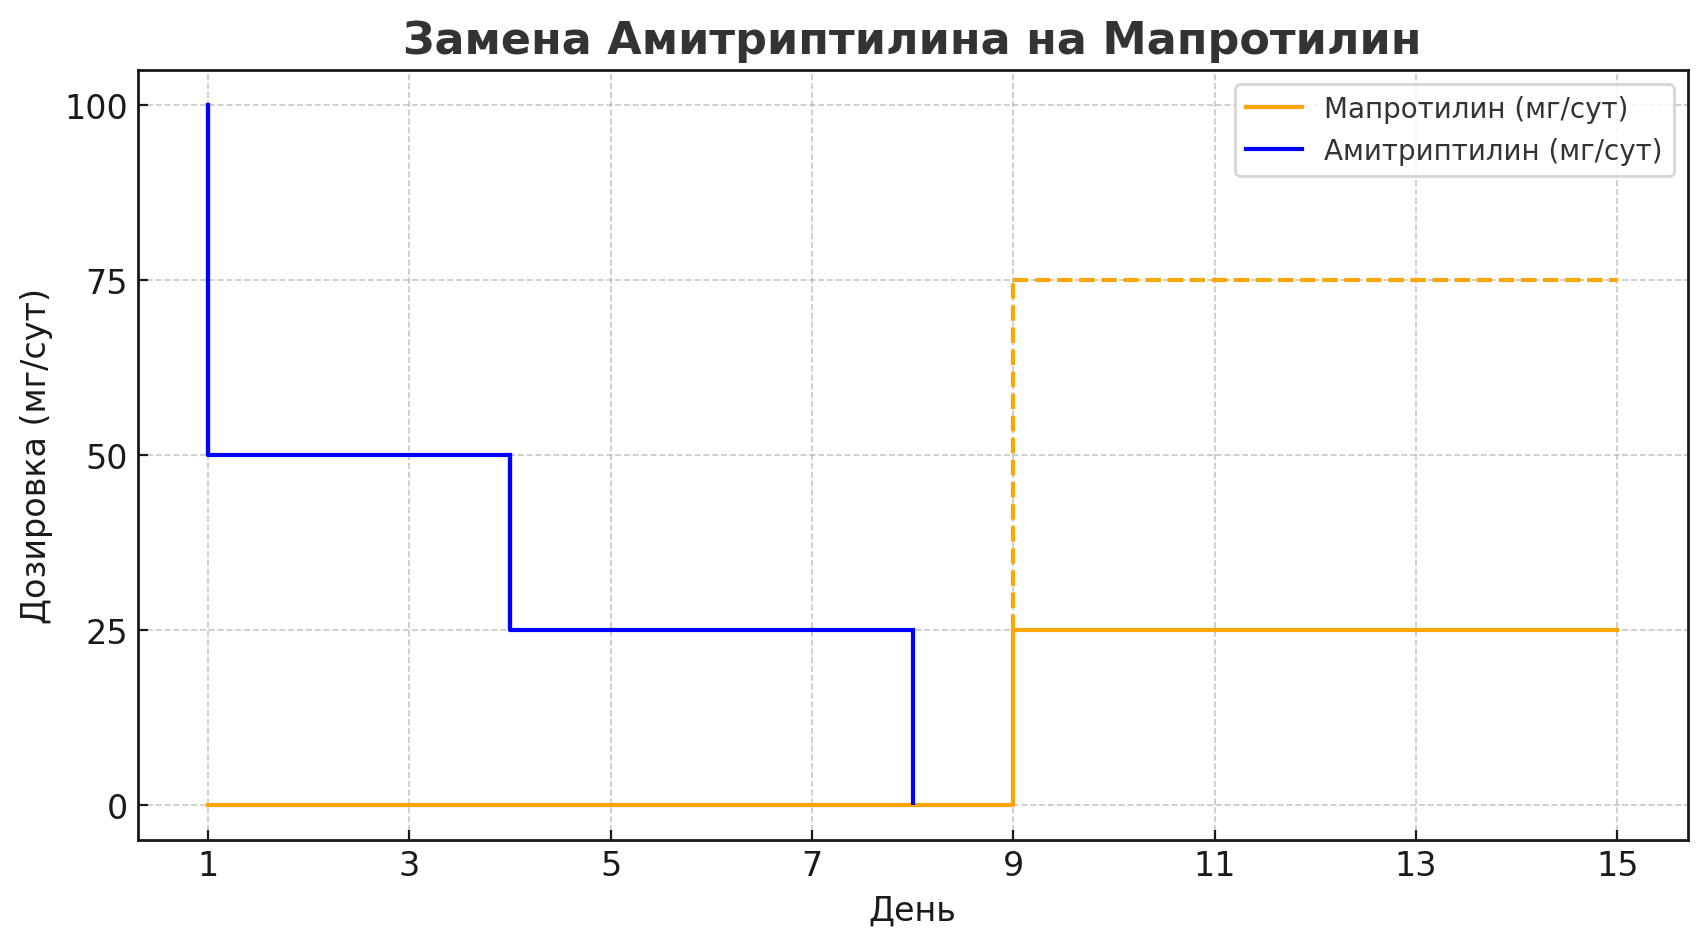 Замена Амитриптилина на Мапротилин
Мапротилин (мг/сут)
Амитриптилин (мг/сут)
Дозировка (мг/сут)
100
75
50
25
0
1 3 5 7 9 11 13 15
День